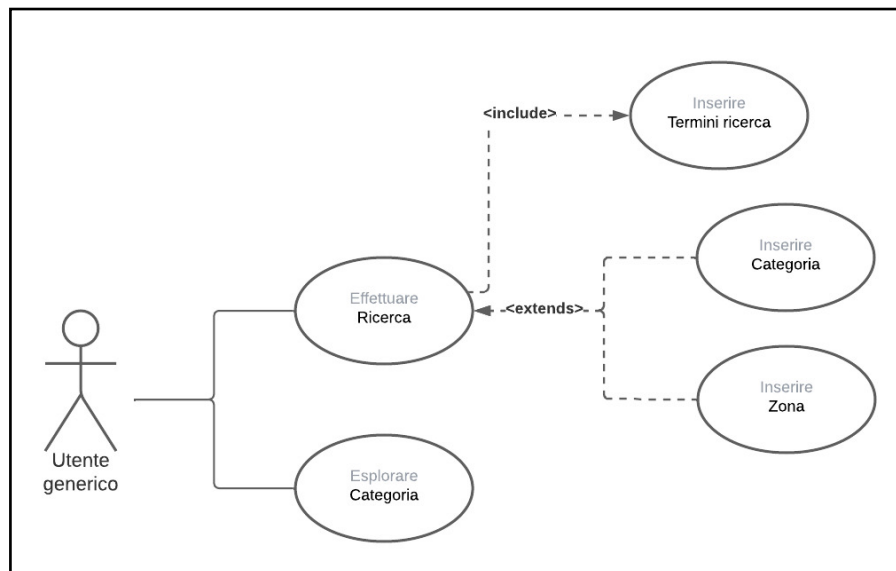 <include>
Inserire
Termini ricerca
Inserire
Categoria
Effettuare
Ricerca
<extends>
Inserire
Zona
Utente
generico
Esplorare
Categoria